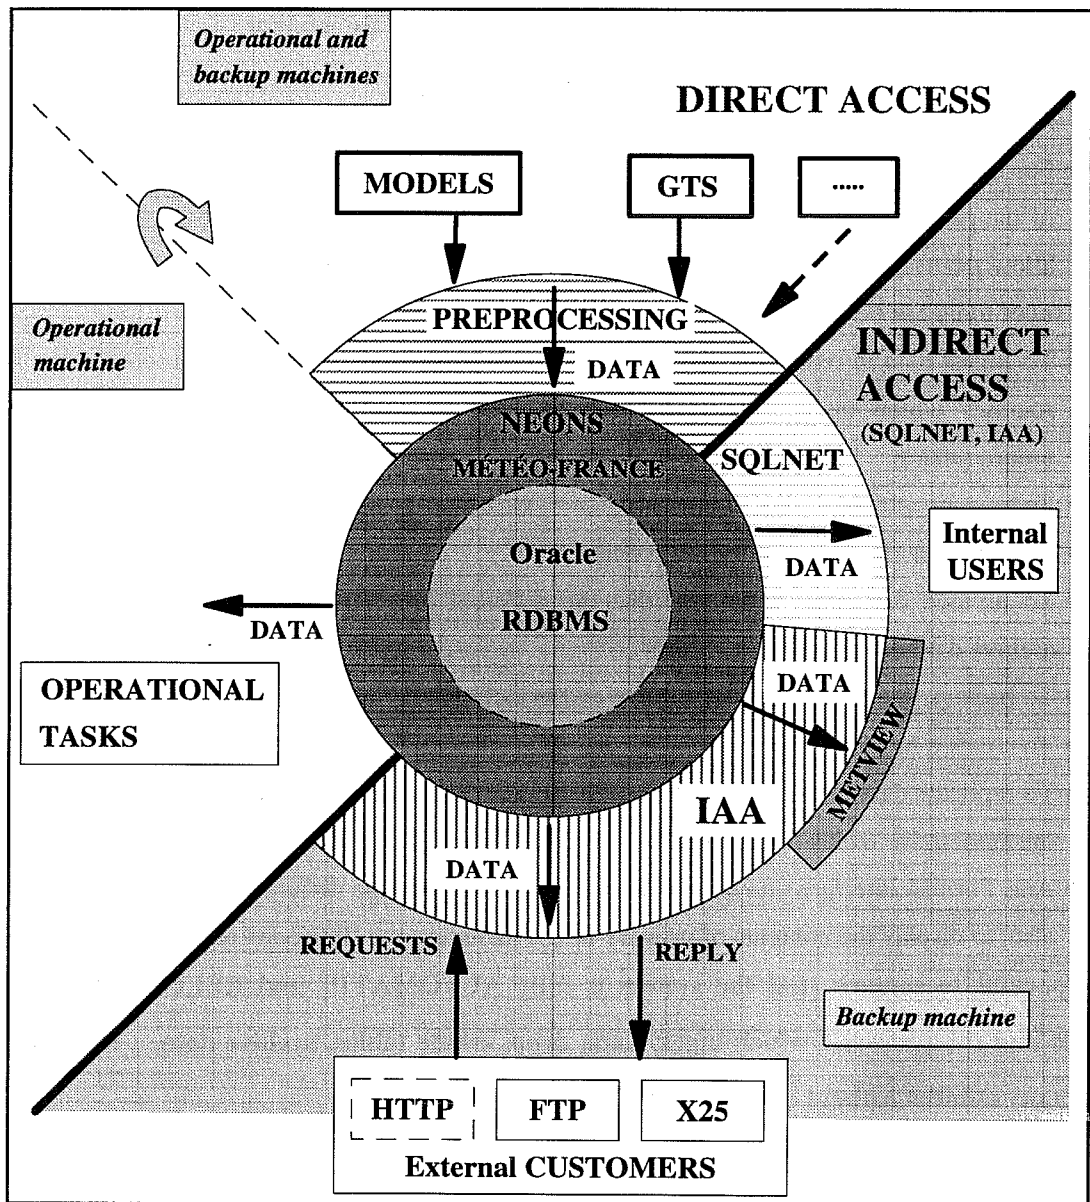 Operational and
backup machines
DIRECT ACCESS
MODELS
GTS
.....
PREPROCESSING
DATA
Operational
machine
INDIRECT
ACCESS
(SQLNET, IAA)
NEONS
MÉTÉO-FRANCE
SQLNET
Oracle
RDBMS
DATA
Internal
USERS
DATA
OPERATIONAL
TASKS
DATA
METVIEW
IAA
DATA
REQUESTS
REPLY
Backup machine
HTTP
FTP
X25
External CUSTOMERS